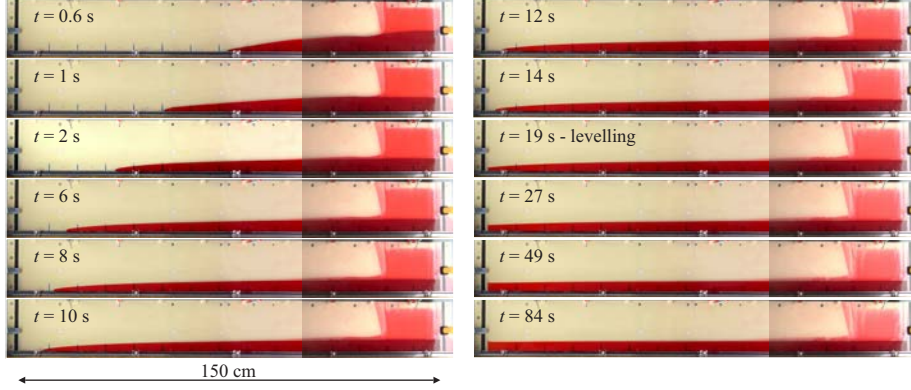 t = 0.6 s
t = 1 s
t = 2 s
t = 6 s
t = 8 s
t = 10 s
150 cm
t = 12 s
t = 14 s
t = 19 s - levelling
t = 27 s
t = 49 s
t = 84 s